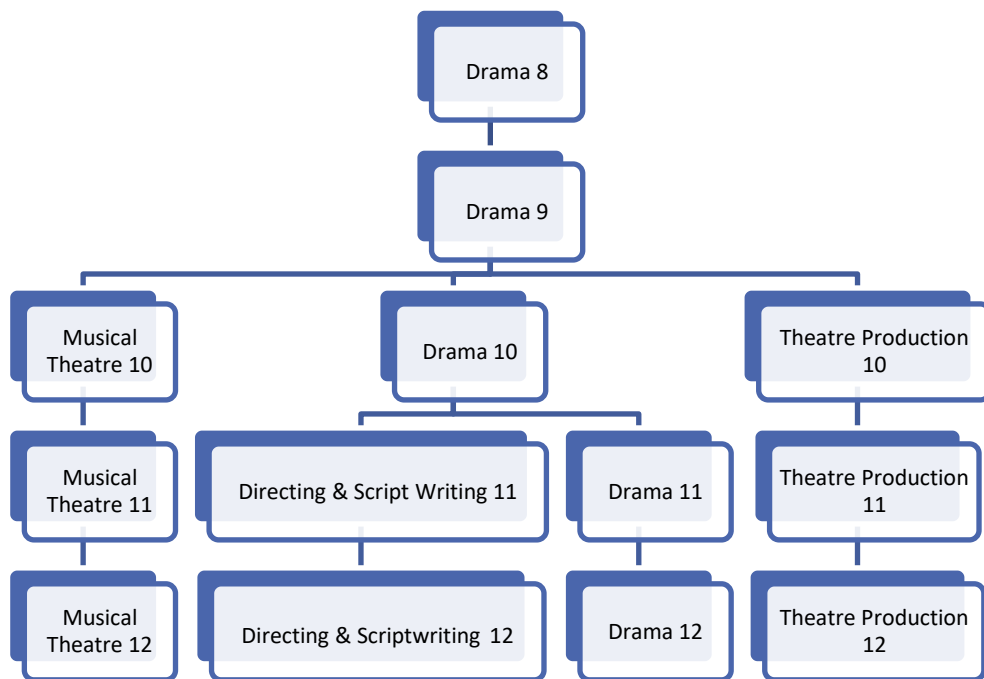 Drama 8
Drama 9
Musical
Theatre 10
Drama 10
Theatre Production
10
Musical
Theatre 11
Directing & Script Writing 11
Drama 11
Theatre Production
11
Musical
Theatre 12
Directing & Scriptwriting 12
Drama 12
Theatre Production
12